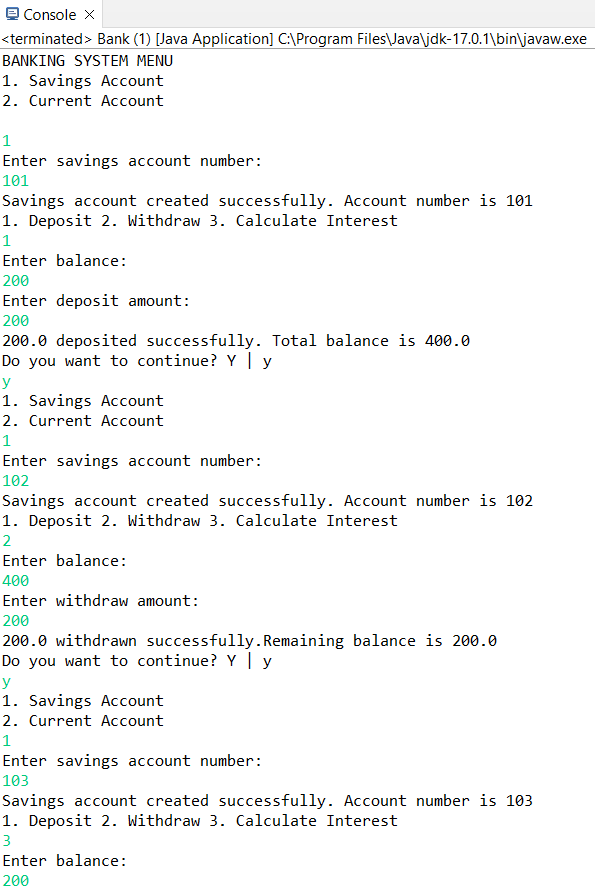 Console
<terminated> Bank (1) [Java Application] C:\Program Files\Java\jdk-17.0.1\bin\javaw.exe
BANKING SYSTEM MENU
1. Savings Account
2. Current Account
1
Enter savings account number:
101
Savings account created successfully. Account number is 101
1. Deposit 2. Withdraw 3. Calculate Interest
1
Enter balance:
200
Enter deposit amount:
200
200.0 deposited successfully. Total balance is 400.0
Do you want to continue? Y | y
y
1. Savings Account
2. Current Account
1
Enter savings account number:
102
Savings account created successfully. Account number is 102
1. Deposit 2. Withdraw 3. Calculate Interest
2
Enter balance:
400
Enter withdraw amount:
200
200.0 withdrawn successfully.Remaining balance is 200.0
Do you want to continue? Y | y
y
1. Savings Account
2. Current Account
1
Enter savings account number:
103
Savings account created successfully. Account number is 103
1. Deposit 2. Withdraw 3. Calculate Interest
3
Enter balance:
200